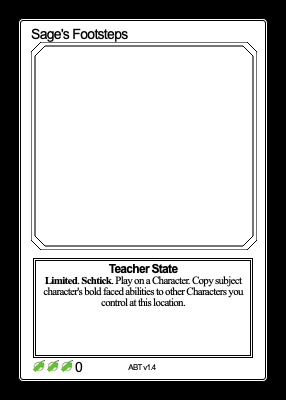 Sage's Footsteps
Teacher State
Limited. Schtick. Play on a Character. Copy subject
character's bold faced abilities to other Characters you
control at this location.
0
ABT v1.4